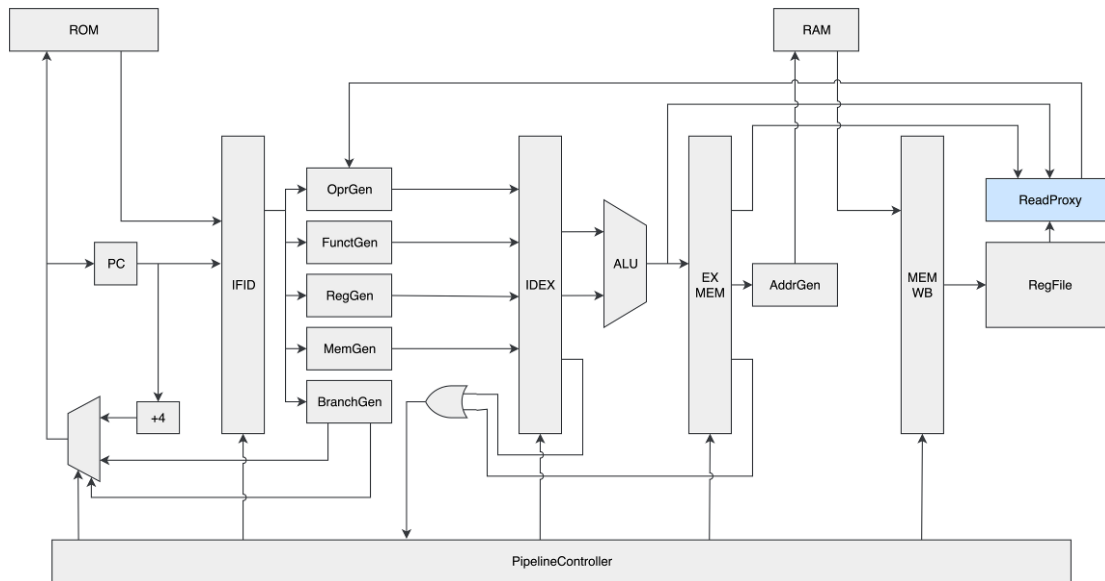 ROM
RAM
OprGen
ReadProxy
FunctGen
PC
IFID
ALU
EX
MEM
AddrGen
MEM
WB
RegFile
RegGen
IDEX
MemGen
BranchGen
+4
PipelineController